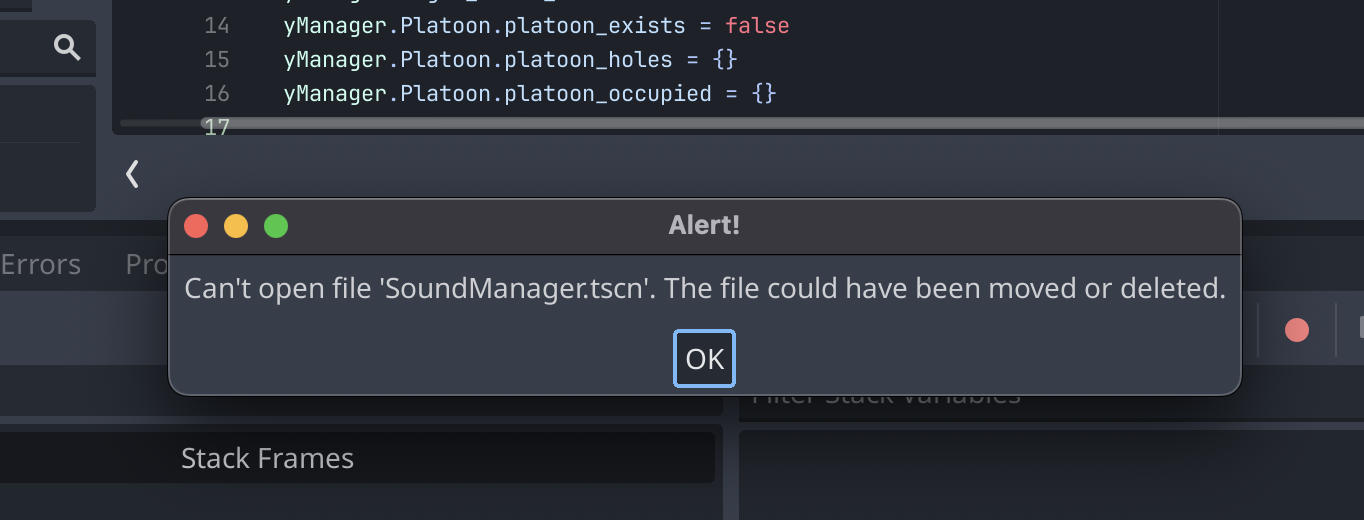 14 yManager.Platoon.platoon_exists = false
15 yManager.Platoon.platoon_holes = {}
16 yManager.Platoon.platoon_occupied = {}
17
Alert!
Errors Pro
Can't open file 'SoundManager.tscn'. The file could have been moved or deleted.
OK
Filter Stack Variables
Stack Frames